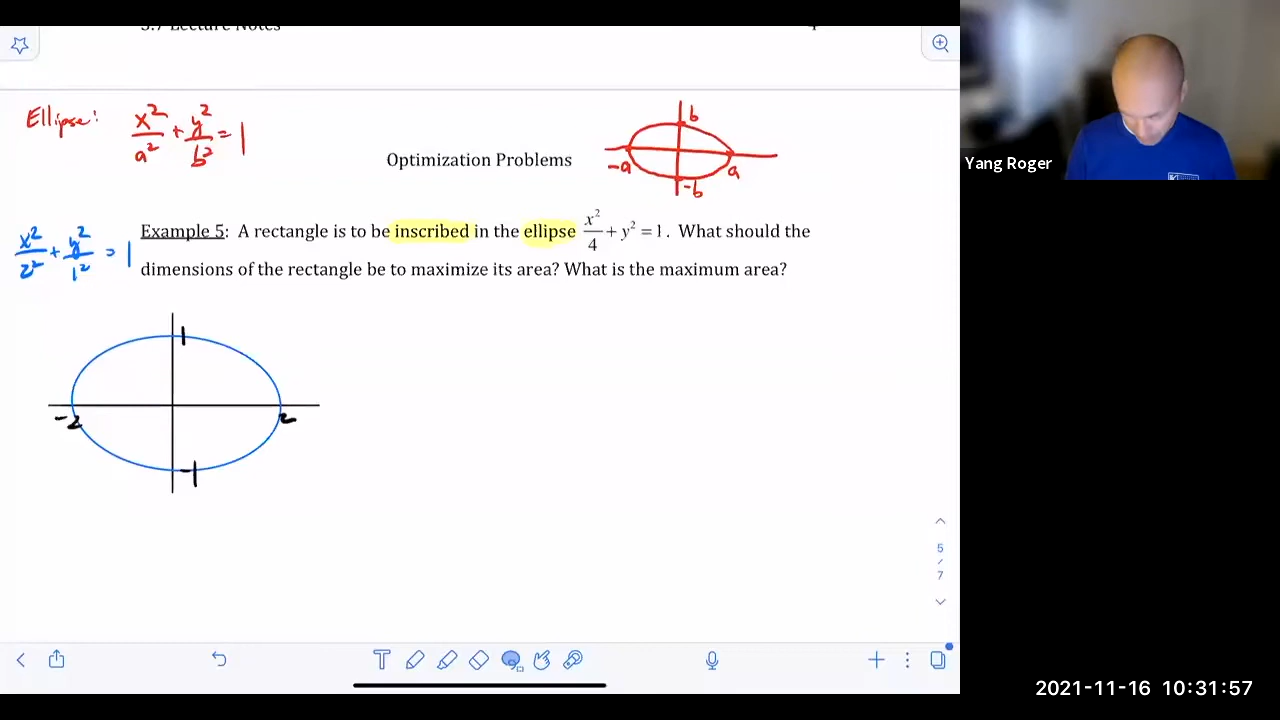 Ellipse: x²/a² + y²/b² = 1
b
-a
a
-b
Optimization Problems
Yang Roger
x²/2² + y²/1² = 1
Example 5: A rectangle is to be inscribed in the ellipse x²/4 + y² = 1. What should the
dimensions of the rectangle be to maximize its area? What is the maximum area?
1
-2
2
-1
5
/
7
T
2021-11-16 10:31:57